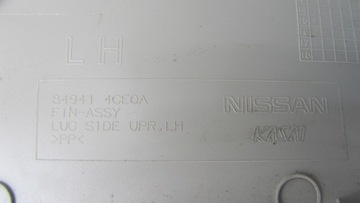 LH
84941 4CE0A
FIN-ASSY
LUG SIDE UPR,LH
>PP<
NISSAN
KASAI